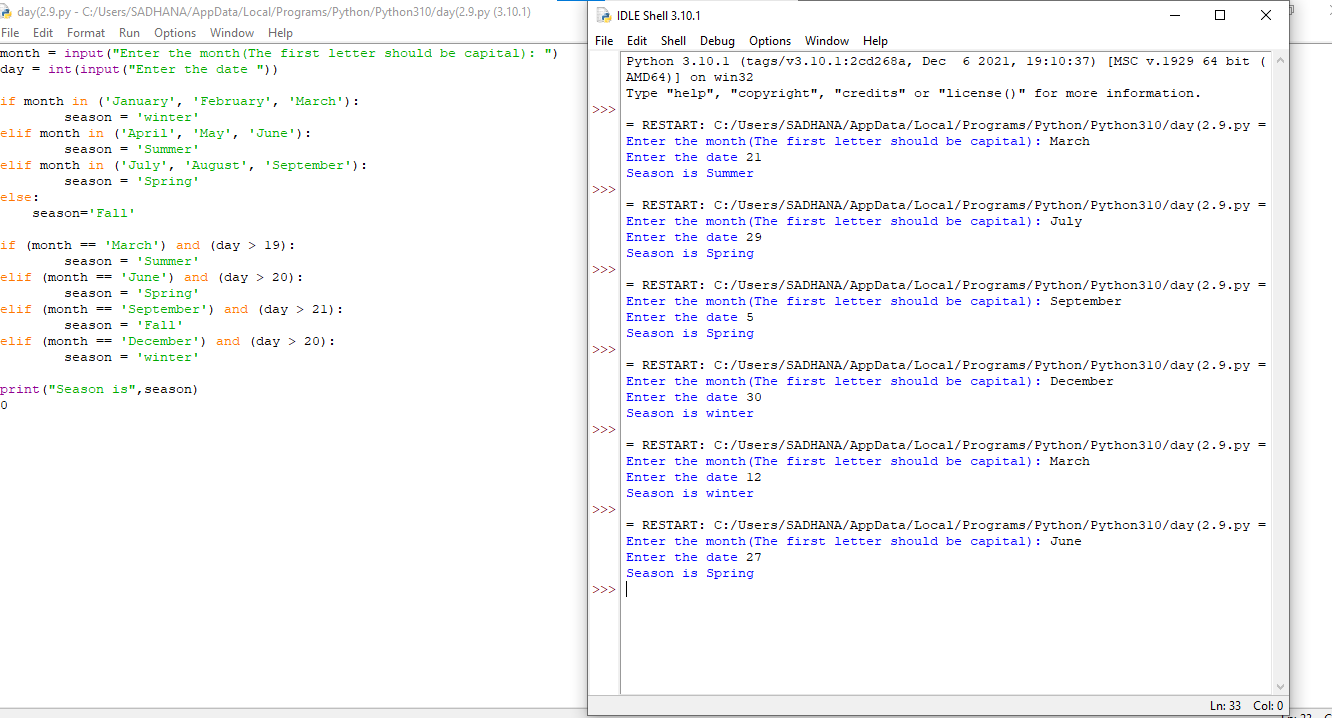 day(2.9.py - C:/Users/SADHANA/AppData/Local/Programs/Python/Python310/day(2.9.py (3.10.1)
File Edit Format Run Options Window Help
month = input("Enter the month(The first letter should be capital): ")
day = int(input("Enter the date "))
if month in ('January', 'February', 'March'):
        season = 'winter'
elif month in ('April', 'May', 'June'):
        season = 'Summer'
elif month in ('July', 'August', 'September'):
        season = 'Spring'
else:
    season='Fall'
if (month == 'March') and (day > 19):
        season = 'Summer'
elif (month == 'June') and (day > 20):
        season = 'Spring'
elif (month == 'September') and (day > 21):
        season = 'Fall'
elif (month == 'December') and (day > 20):
        season = 'winter'
print("Season is",season)
0
IDLE Shell 3.10.1
File Edit Shell Debug Options Window Help
Python 3.10.1 (tags/v3.10.1:2cd268a, Dec  6 2021, 19:10:37) [MSC v.1929 64 bit (
AMD64)] on win32
Type "help", "copyright", "credits" or "license()" for more information.
>>>
= RESTART: C:/Users/SADHANA/AppData/Local/Programs/Python/Python310/day(2.9.py =
Enter the month(The first letter should be capital): March
Enter the date 21
Season is Summer
>>>
= RESTART: C:/Users/SADHANA/AppData/Local/Programs/Python/Python310/day(2.9.py =
Enter the month(The first letter should be capital): July
Enter the date 29
Season is Spring
>>>
= RESTART: C:/Users/SADHANA/AppData/Local/Programs/Python/Python310/day(2.9.py =
Enter the month(The first letter should be capital): September
Enter the date 5
Season is Spring
>>>
= RESTART: C:/Users/SADHANA/AppData/Local/Programs/Python/Python310/day(2.9.py =
Enter the month(The first letter should be capital): December
Enter the date 30
Season is winter
>>>
= RESTART: C:/Users/SADHANA/AppData/Local/Programs/Python/Python310/day(2.9.py =
Enter the month(The first letter should be capital): March
Enter the date 12
Season is winter
>>>
= RESTART: C:/Users/SADHANA/AppData/Local/Programs/Python/Python310/day(2.9.py =
Enter the month(The first letter should be capital): June
Enter the date 27
Season is Spring
>>>
Ln: 33 Col: 0